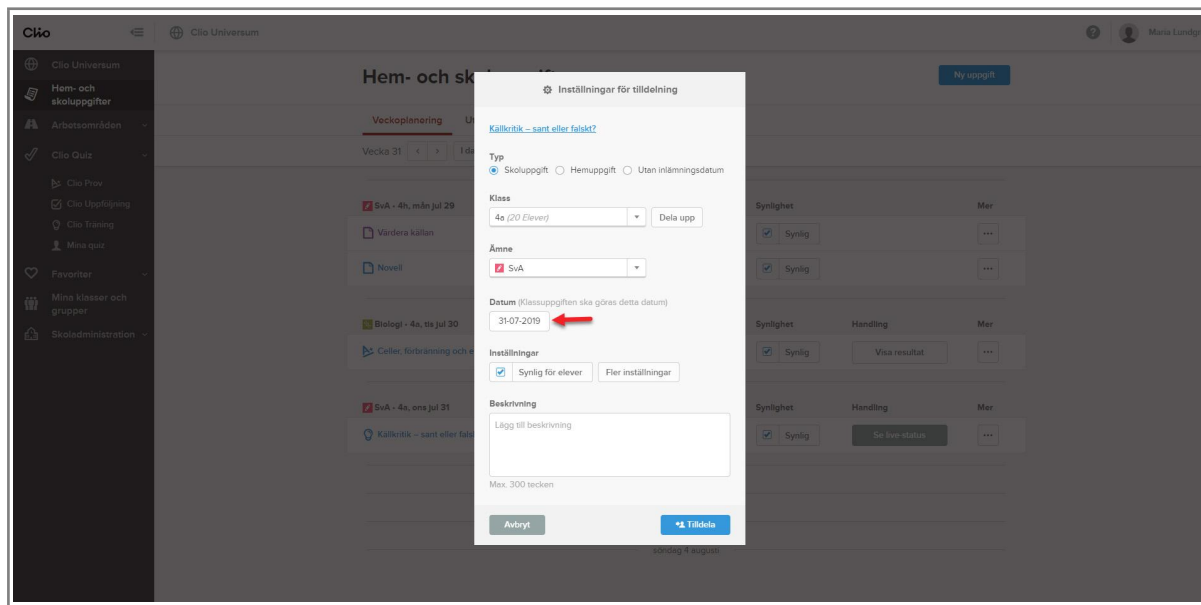 Clio
Clio Universum
Maria Lundgr
Clio Universum
Hem- och
skoluppgifter
Arbetsområden
Clio Quiz
Clio Prov
Clio Uppföljning
Clio Träning
Mina quiz
Favoriter
Mina klasser och
grupper
Skoladministration
Hem- och sk
Ny uppgift
Veckoplanering
Vecka 31
SvA - 4h, mån jul 29
Synlighet
Mer
Värdera källan
Synlig
Novell
Synlig
Biologi - 4a, tis jul 30
Synlighet
Handling
Mer
Celler, förbränning och e
Synlig
Visa resultat
SvA - 4a, ons jul 31
Synlighet
Handling
Mer
Källkritik – sant eller fals
Synlig
Se live-status
söndag 4 augusti
Inställningar för tilldelning
Källkritik – sant eller falskt?
Typ
Skoluppgift Hemuppgift Utan inlämningsdatum
Klass
4a (20 Elever) Dela upp
Ämne
SvA
Datum (Klassuppgiften ska göras detta datum)
31-07-2019
Inställningar
Synlig för elever Fler inställningar
Beskrivning
Lägg till beskrivning
Max. 300 tecken
Avbryt Tilldela